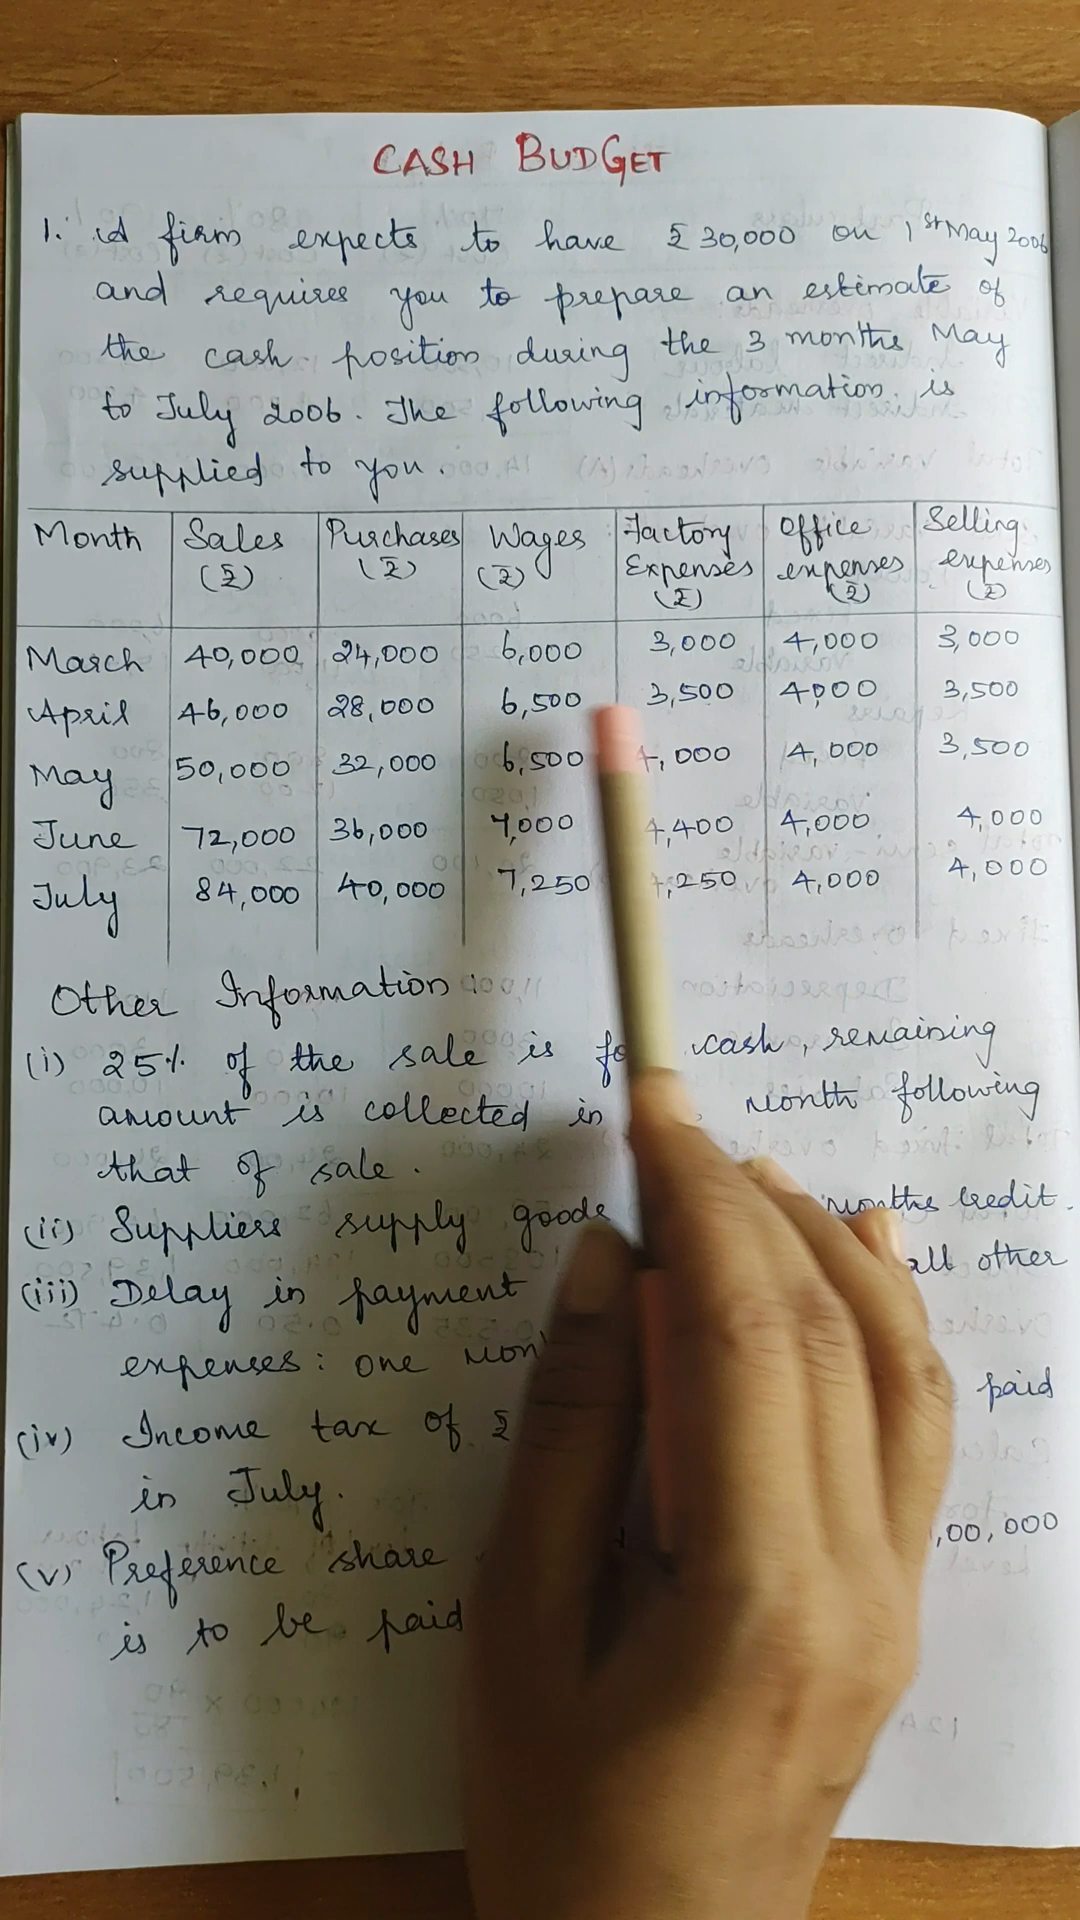 CASH BUDGET
1. A firm expects to have ₹ 30,000 on 1st May 2006
and requires you to prepare an estimate of
the cash position during the 3 months May
to July 2006. The following information is
supplied to you.
Month Sales (₹) Purchases (₹) Wages (₹) Factory Expenses (₹) Office expenses (₹) Selling expenses (₹)
March 40,000 24,000 6,000 3,000 4,000 3,000
April 46,000 28,000 6,500 3,500 4,000 3,500
May 50,000 32,000 6,500 4,000 4,000 3,500
June 72,000 36,000 7,000 4,400 4,000 4,000
July 84,000 40,000 7,250 4,250 4,000 4,000
Other Information:
(i) 25% of the sale is cash, remaining
amount is collected in month following
that of sale.
(ii) Suppliers supply goods months credit.
(iii) Delay in payment all other
expenses: one
(iv) Income tax of ₹ paid
in July.
(v) Preference share ,00,000
is to be paid